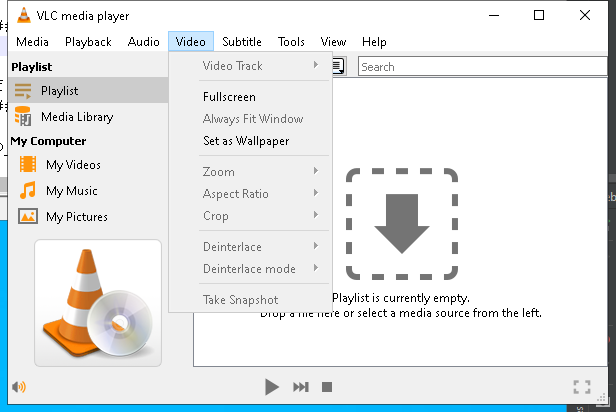 VLC media player
Media Playback Audio Video Subtitle Tools View Help
Playlist
Playlist
Media Library
My Computer
My Videos
My Music
My Pictures
Video Track
Fullscreen
Always Fit Window
Set as Wallpaper
Zoom
Aspect Ratio
Crop
Deinterlace
Deinterlace mode
Take Snapshot
Search
Playlist is currently empty.
Drop a file here or select a media source from the left.